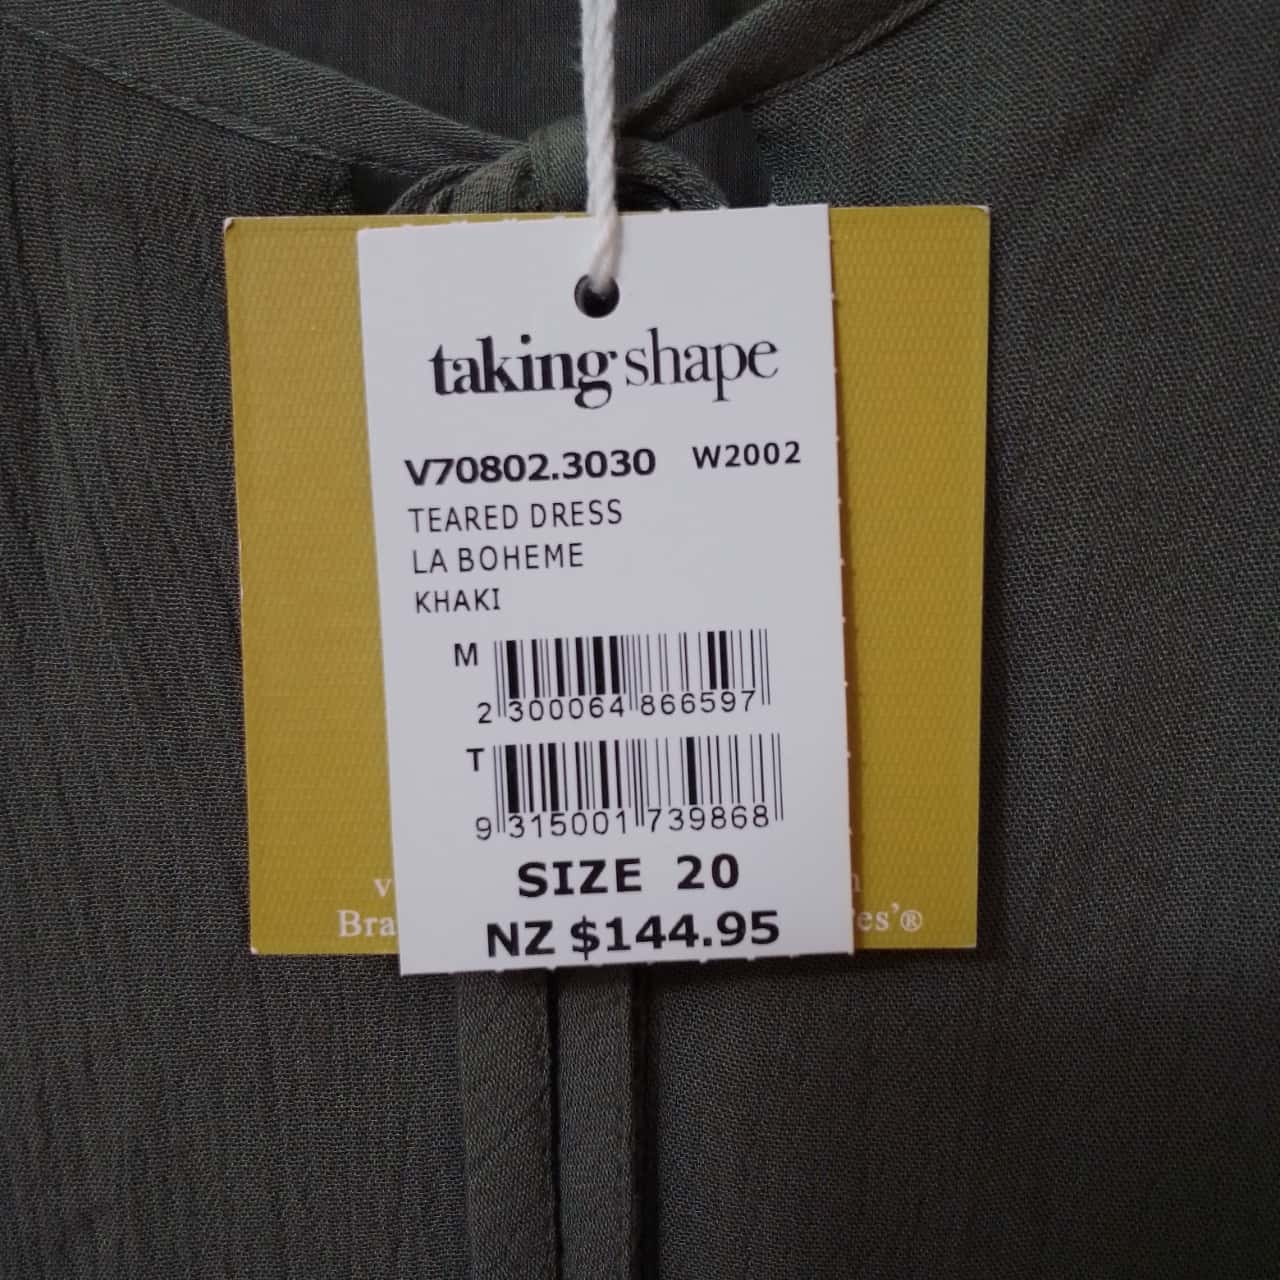 taking shape
V70802.3030 W2002
TEARED DRESS
LA BOHEME
KHAKI
M
2 300064 866597
T
9 315001 739868
SIZE 20
NZ $144.95